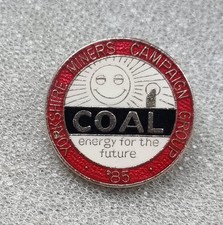 YORKSHIRE MINERS CAMPAIGN GROUP
COAL
energy for the
future
'85